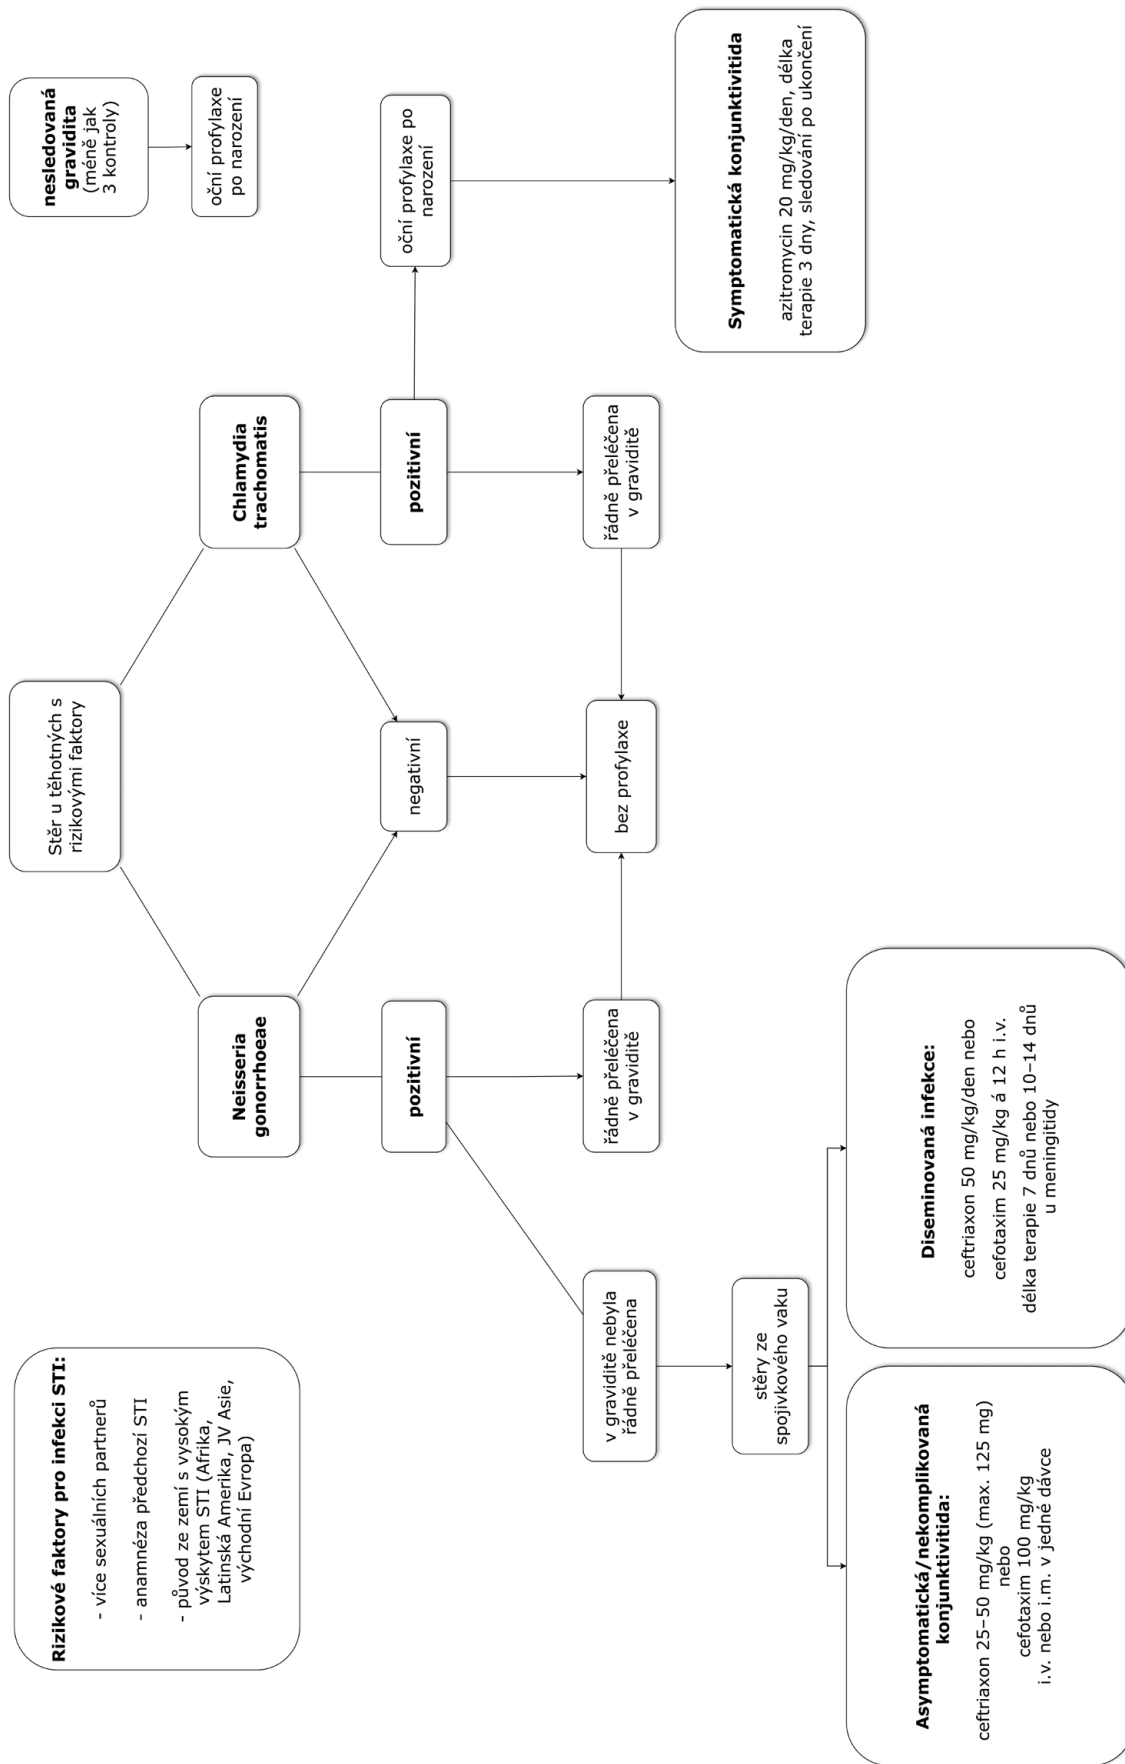 Rizikové faktory pro infekci STI:
- více sexuálních partnerů
- anamnéza předchozí STI
- původ ze zemí s vysokým
výskytem STI (Afrika,
Latinská Amerika, JV Asie,
východní Evropa)
Stěr u těhotných s
rizikovými faktory
nesledovaná
gravidita
(méně jak
3 kontroly)
oční profylaxe
po narození
Neisseria
gonorrhoeae
Chlamydia
trachomatis
pozitivní
negativní
pozitivní
oční profylaxe po
narození
v graviditě nebyla
řádně přeléčena
řádně přeléčena
v graviditě
bez profylaxe
řádně přeléčena
v graviditě
stěry ze
spojivkového vaku
Symptomatická konjunktivitida
azitromycin 20 mg/kg/den, délka
terapie 3 dny, sledování po ukončení
Asymptomatická/nekomplikovaná
konjunktivitida:
ceftriaxon 25–50 mg/kg (max. 125 mg)
nebo
cefotaxim 100 mg/kg
i.v. nebo i.m. v jedné dávce
Diseminovaná infekce:
ceftriaxon 50 mg/kg/den nebo
cefotaxim 25 mg/kg á 12 h i.v.
délka terapie 7 dnů nebo 10–14 dnů
u meningitidy